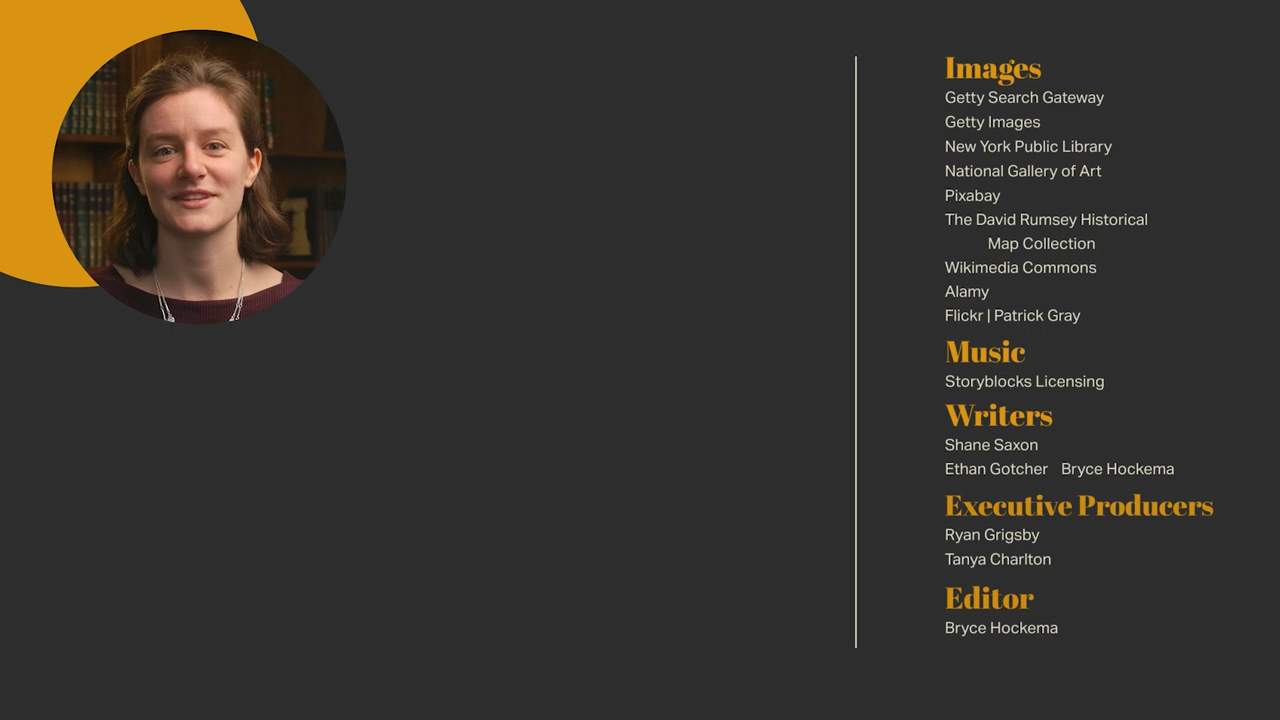 Images
Getty Search Gateway
Getty Images
New York Public Library
National Gallery of Art
Pixabay
The David Rumsey Historical
Map Collection
Wikimedia Commons
Alamy
Flickr | Patrick Gray
Music
Storyblocks Licensing
Writers
Shane Saxon
Ethan Gotcher Bryce Hockema
Executive Producers
Ryan Grigsby
Tanya Charlton
Editor
Bryce Hockema